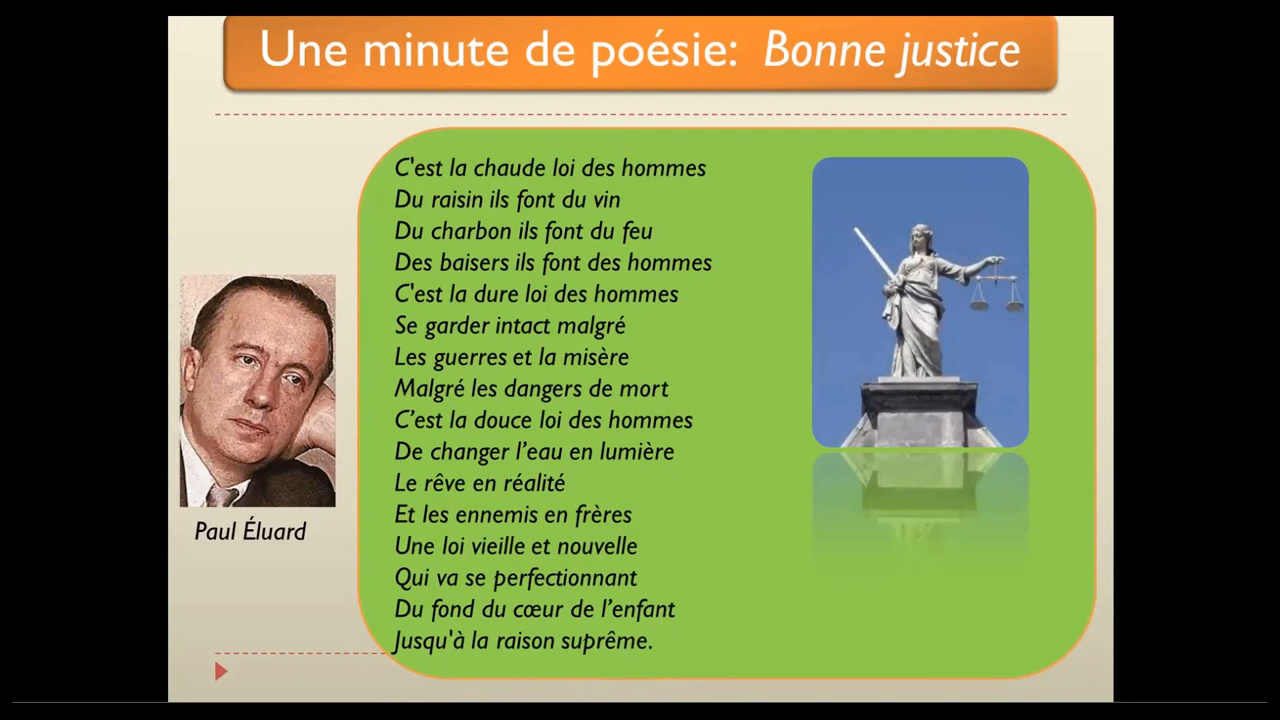 Une minute de poésie: Bonne justice
C'est la chaude loi des hommes
Du raisin ils font du vin
Du charbon ils font du feu
Des baisers ils font des hommes
C'est la dure loi des hommes
Se garder intact malgré
Les guerres et la misère
Malgré les dangers de mort
C’est la douce loi des hommes
De changer l’eau en lumière
Le rêve en réalité
Et les ennemis en frères
Une loi vieille et nouvelle
Qui va se perfectionnant
Du fond du cœur de l’enfant
Jusqu'à la raison suprême.
Paul Éluard